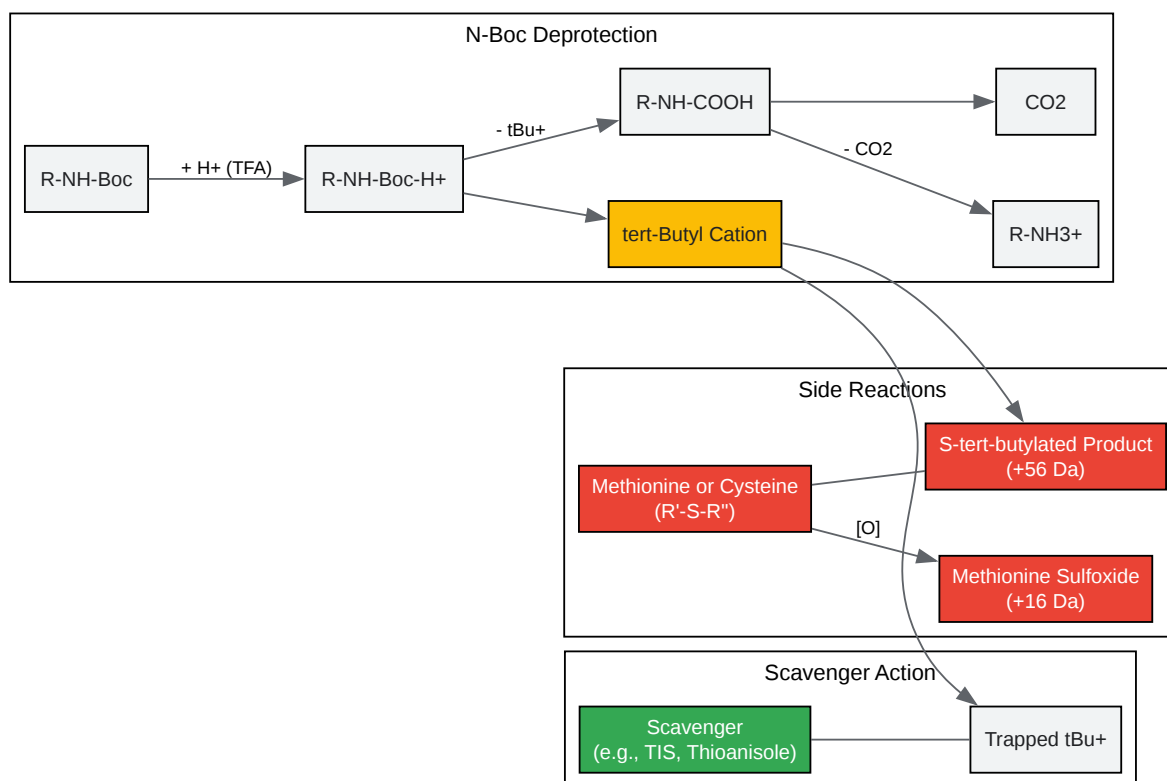 N-Boc Deprotection
R-NH-Boc
+ H+ (TFA)
R-NH-Boc-H+
- tBu+
R-NH-COOH
CO2
- CO2
R-NH3+
tert-Butyl Cation
Side Reactions
Methionine or Cysteine
(R'-S-R")
S-tert-butylated Product
(+56 Da)
[O]
Methionine Sulfoxide
(+16 Da)
Scavenger Action
Scavenger
(e.g., TIS, Thioanisole)
Trapped tBu+